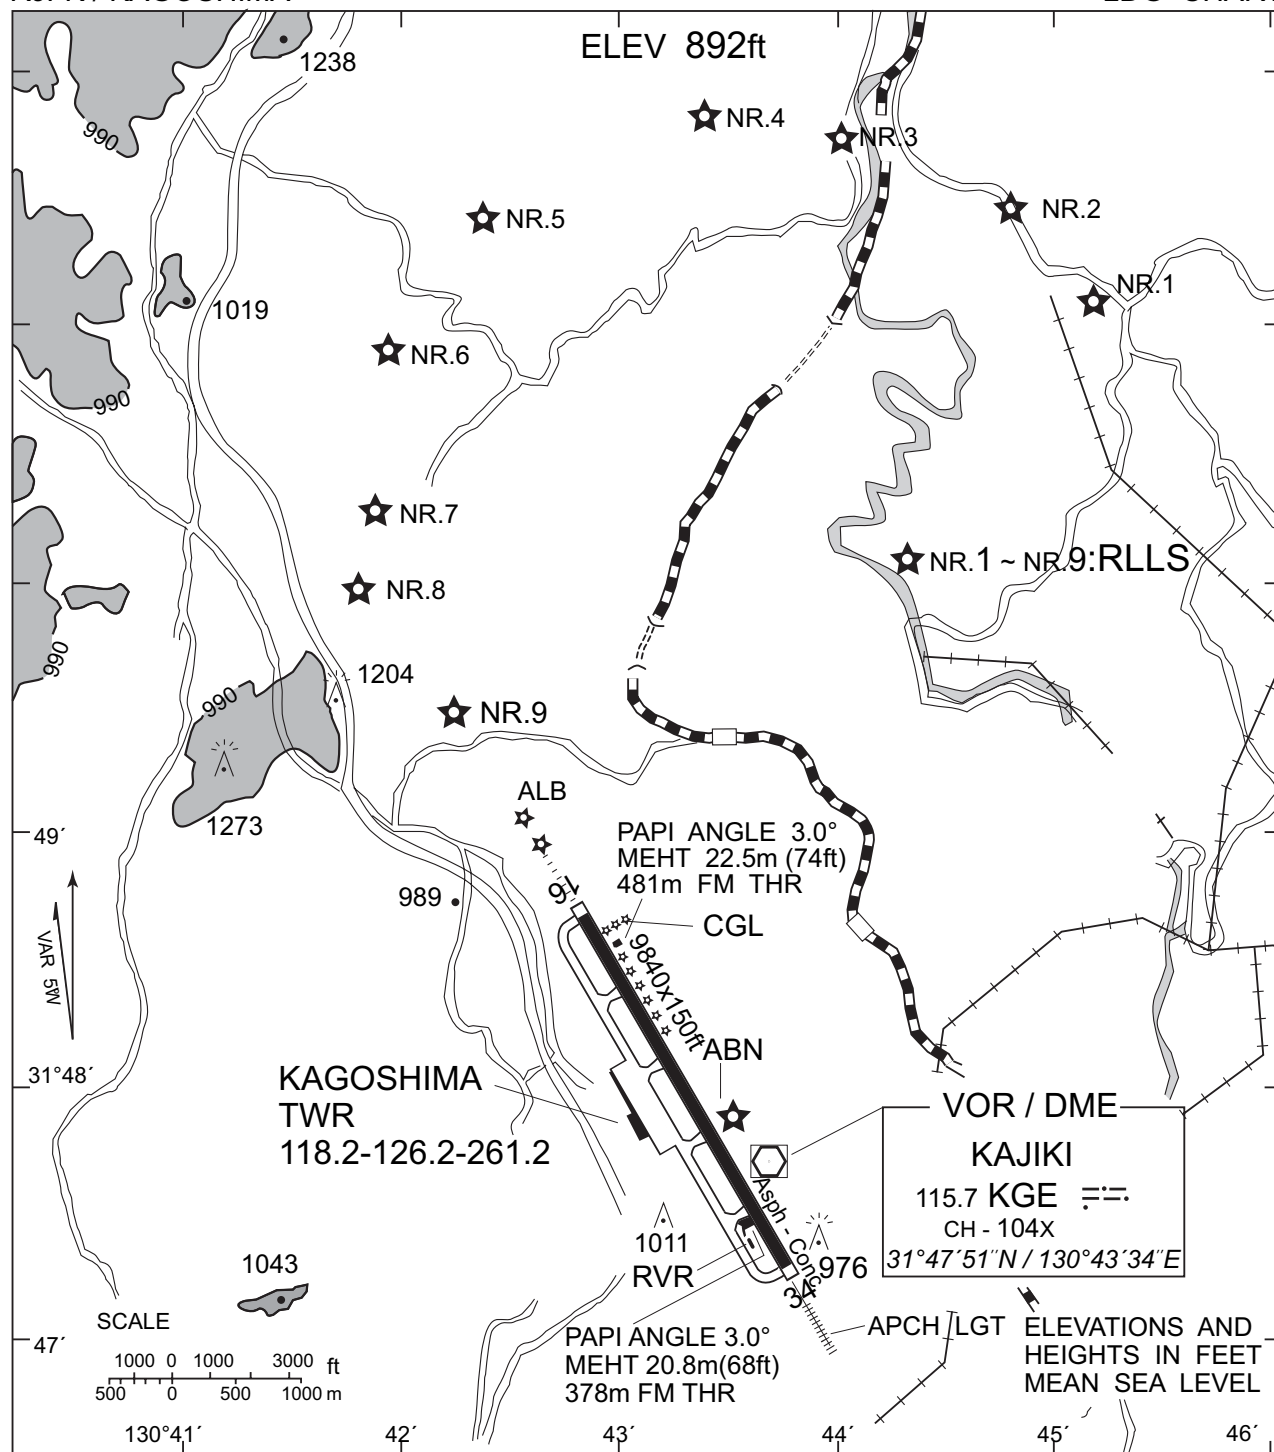 ELEV 892ft
1238
990
NR.4
NR.3
NR.5
NR.2
NR.1
1019
NR.6
990
NR.7
NR.1 ~ NR.9:RLLS
NR.8
990
990
1204
NR.9
1273
ALB
49′
PAPI ANGLE 3.0°
MEHT 22.5m (74ft)
481m FM THR
989
16
CGL
9840x150ft
VAR 5°W
ABN
31°48′
KAGOSHIMA
TWR
118.2-126.2-261.2
VOR / DME
KAJIKI
115.7 KGE
CH - 104X
31°47′51″N / 130°43′34″E
Asph - Conc
1011
RVR
976
34
1043
SCALE
1000 0 1000 3000 ft
500 0 500 1000 m
47′
PAPI ANGLE 3.0°
MEHT 20.8m(68ft)
378m FM THR
APCH LGT
ELEVATIONS AND
HEIGHTS IN FEET
MEAN SEA LEVEL
130°41′ 42′ 43′ 44′ 45′ 46′